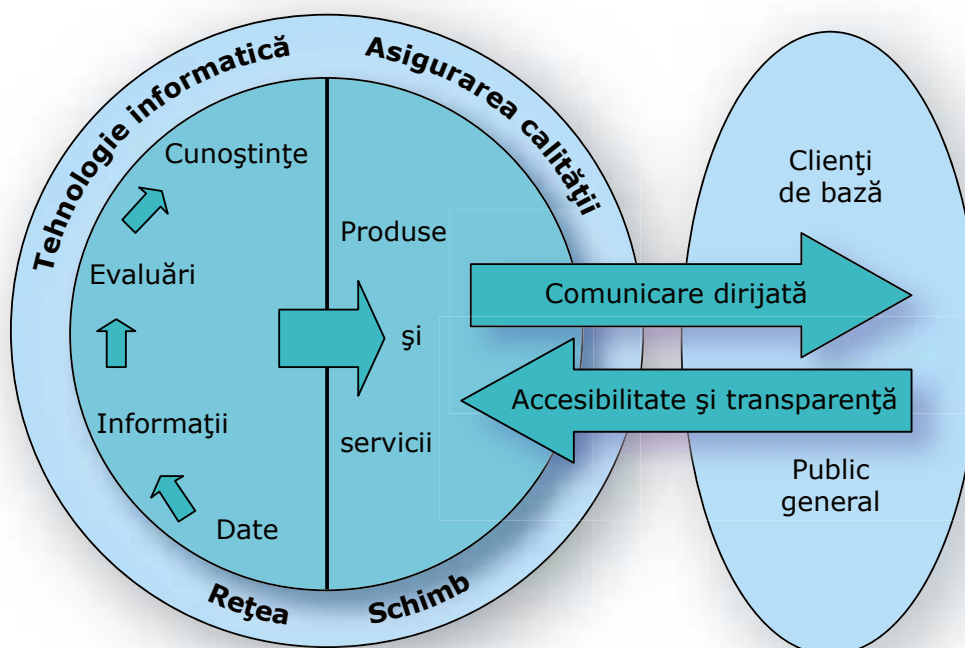 Tehnologie informatică
Asigurarea calităţii
Cunoştinţe
Evaluări
Informaţii
Date
Produse
şi
servicii
Reţea
Schimb
Clienţi
de bază
Comunicare dirijată
Accesibilitate şi transparenţă
Public
general